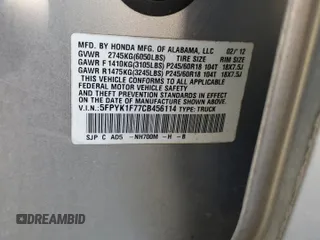 MFD. BY HONDA MFG. OF ALABAMA, LLC 02/'12
GVWR 2745KG(6050LBS) TIRE SIZE RIM SIZE
GAWR F 1410KG(3105LBS) P245/60R18 104T 18X7.5J
GAWR R 1475KG(3245LBS) P245/60R18 104T 18X7.5J
THIS VEHICLE CONFORMS TO ALL APPLICABLE
FEDERAL MOTOR VEHICLE SAFETY AND
THEFT PREVENTION STANDARDS IN EFFECT ON
THE DATE OF MANUFACTURE SHOWN ABOVE.
V.I.N.:5FPYK1F77CB456114 TYPE:TRUCK
SJP C AD5 -NH700M -H -B
AUTOBIDMASTER